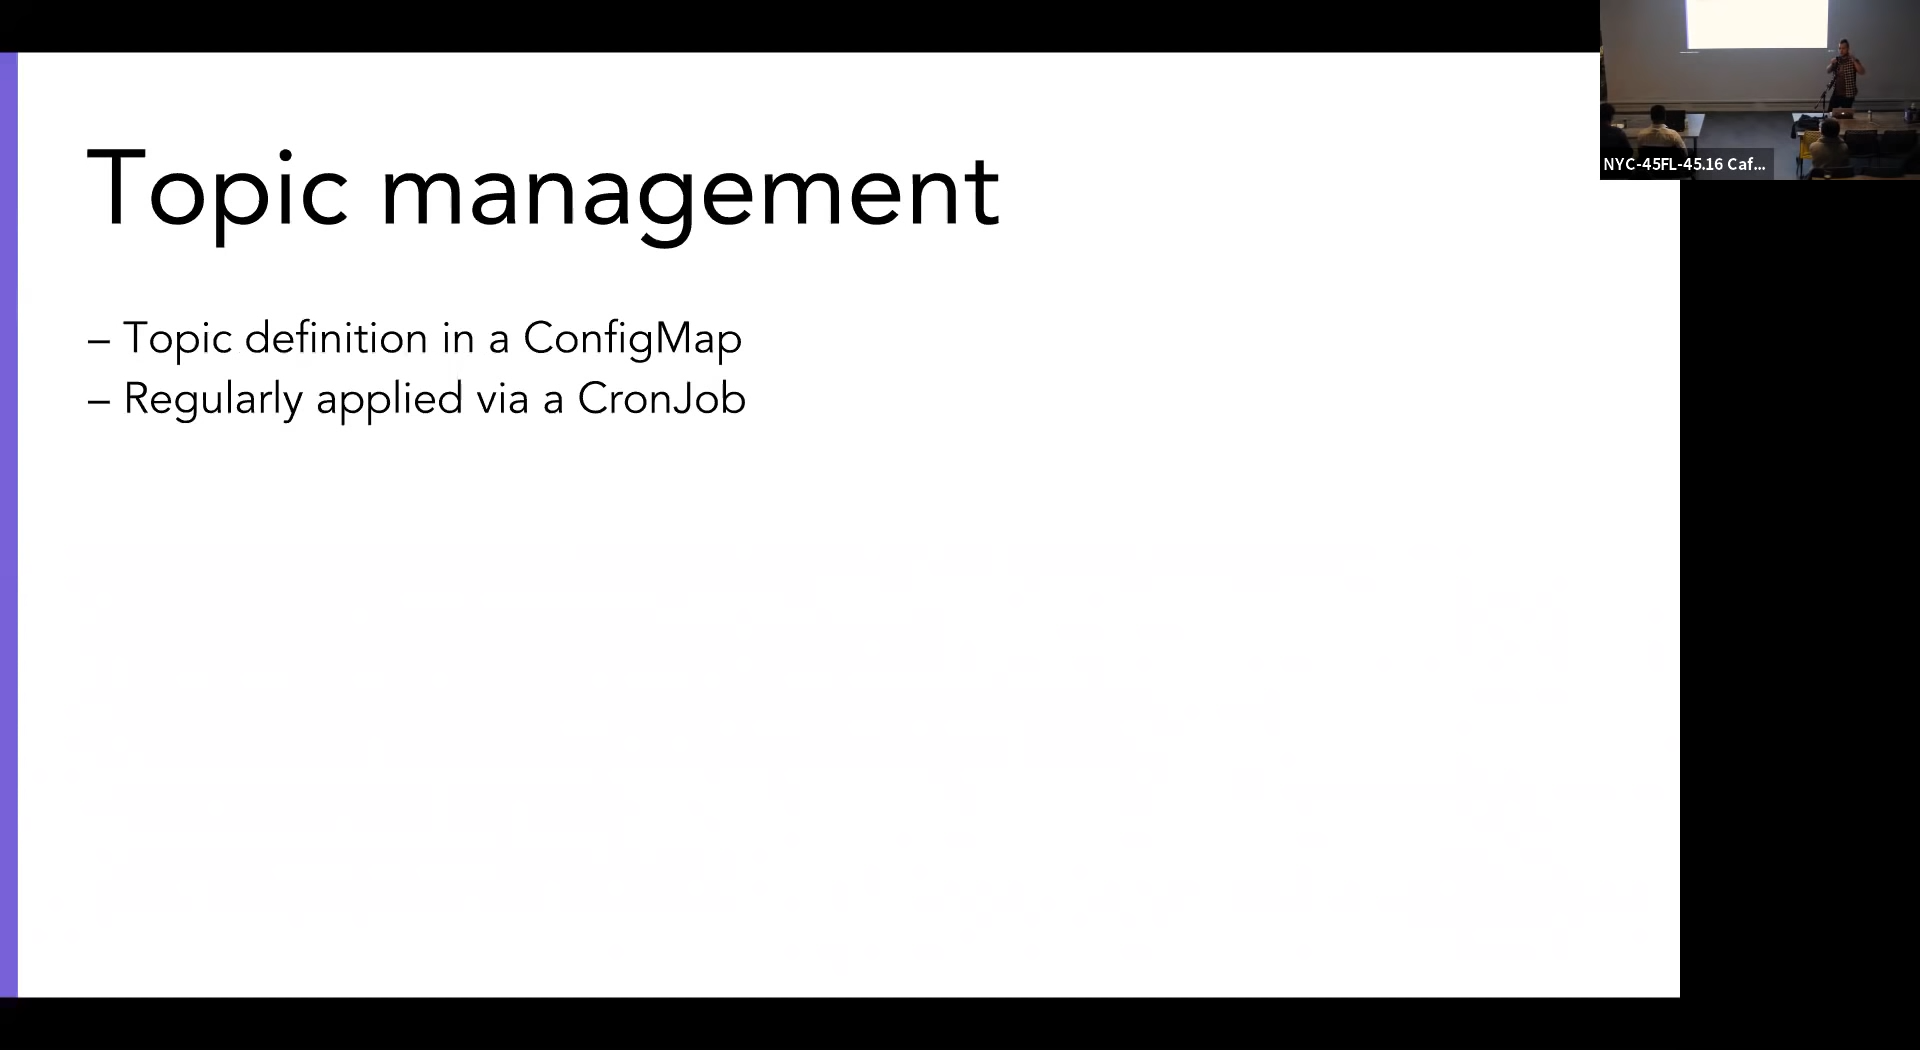 Topic management
– Topic definition in a ConfigMap
– Regularly applied via a CronJob
NYC-45FL-45.16 Caf...